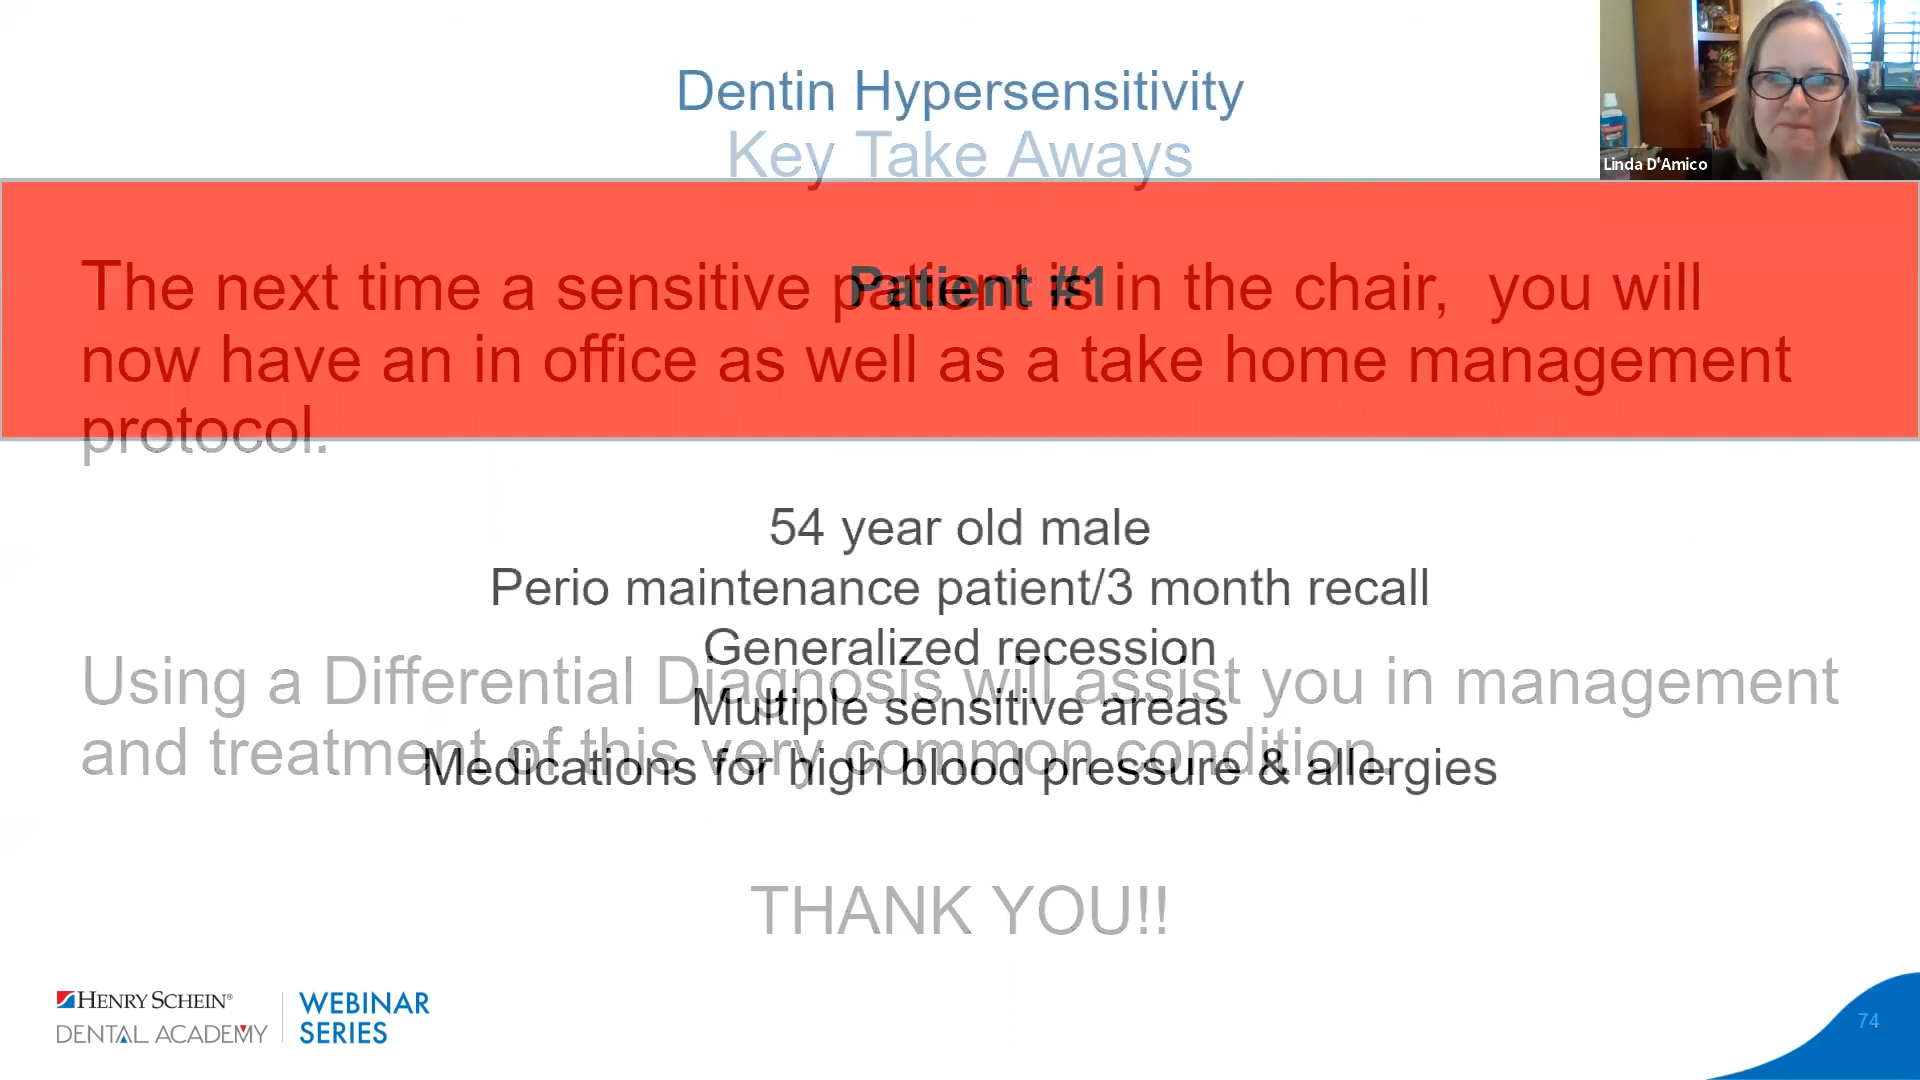 Dentin Hypersensitivity
Key Take Aways
Linda D'Amico
Patient #1
The next time a sensitive patient is in the chair, you will
now have an in office as well as a take home management
protocol.
54 year old male
Perio maintenance patient/3 month recall
Generalized recession
Multiple sensitive areas
Medications for high blood pressure & allergies
Using a Differential Diagnosis will assist you in management
and treatment of this very common condition.
THANK YOU!!
HENRY SCHEIN®
DENTAL ACADEMY
WEBINAR
SERIES
74